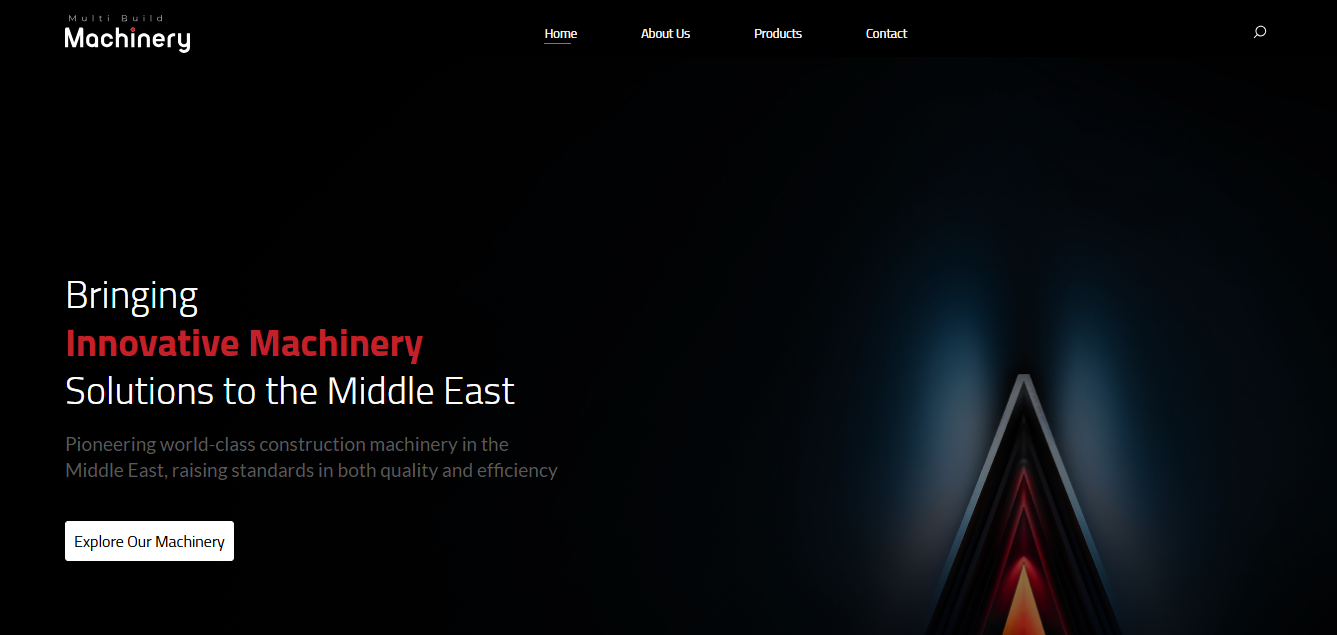 Multi Build
Machinery
Home
About Us
Products
Contact
Bringing
Innovative Machinery
Solutions to the Middle East
Pioneering world-class construction machinery in the
Middle East, raising standards in both quality and efficiency
Explore Our Machinery